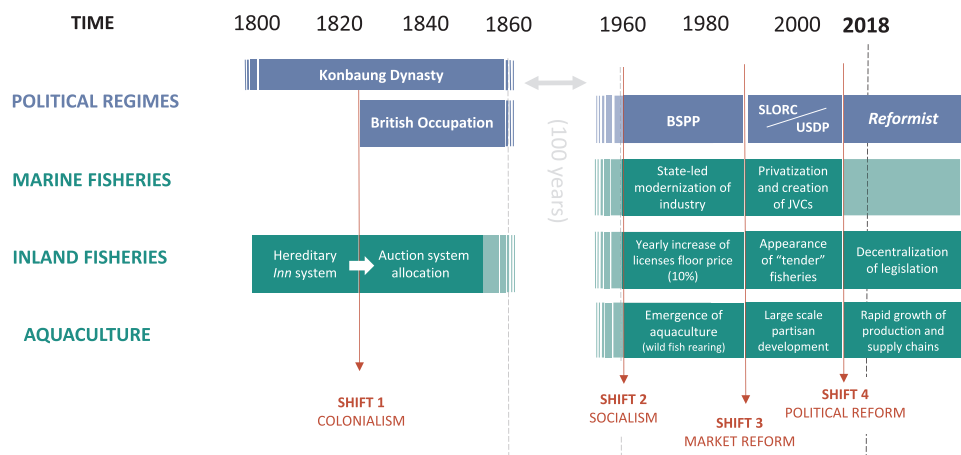 TIME 1800 1820 1840 1860 1960 1980 2000 2018
POLITICAL REGIMES
Konbaung Dynasty
British Occupation
(100 years)
BSPP
SLORC
USDP
Reformist
MARINE FISHERIES
State-led
modernization of
industry
Privatization
and creation
of JVCs
INLAND FISHERIES
Hereditary
Inn system
Auction system
allocation
Yearly increase of
licenses floor price
(10%)
Appearance
of “tender”
fisheries
Decentralization
of legislation
AQUACULTURE
Emergence of
aquaculture
(wild fish rearing)
Large scale
partisan
development
Rapid growth of
production and
supply chains
SHIFT 1
COLONIALISM
SHIFT 2
SOCIALISM
SHIFT 3
MARKET REFORM
SHIFT 4
POLITICAL REFORM